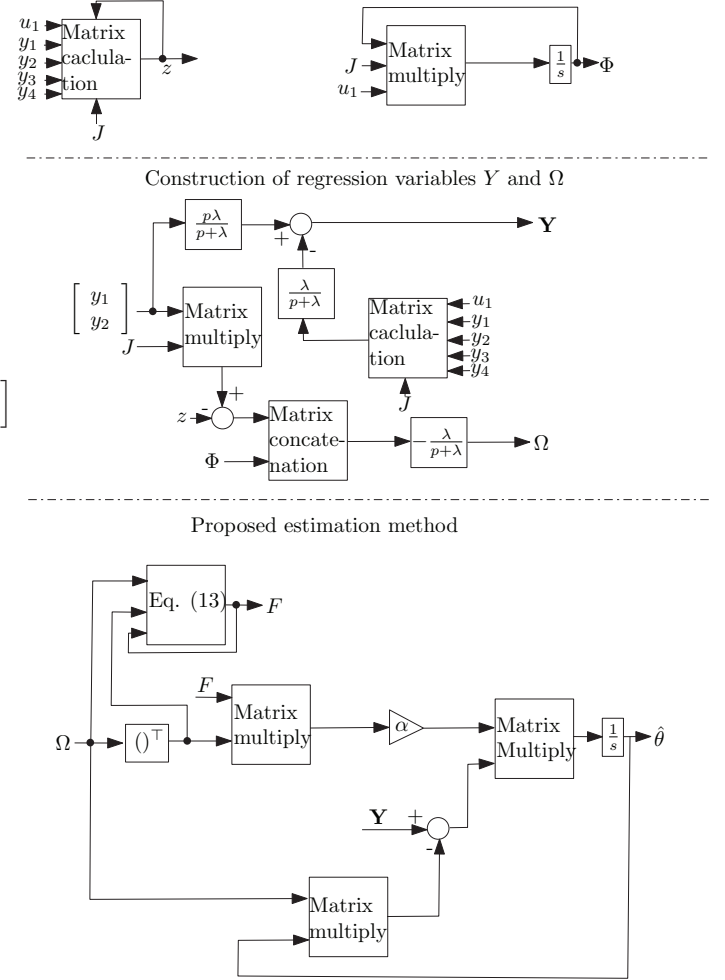 u₁
y₁
y₂
y₃
y₄
Matrix
caclula-
tion
z
J
J
u₁
Matrix
multiply
1/s
Φ
Construction of regression variables Y and Ω
pλ/(p+λ)
+
-
Y
λ/(p+λ)
[ y₁
y₂ ]
J
Matrix
multiply
Matrix
caclula-
tion
u₁
y₁
y₂
y₃
y₄
J
+
z
-
Matrix
concate-
nation
Φ
−λ/(p+λ)
Ω
]
Proposed estimation method
Eq. (13)
F
F
Matrix
multiply
α
Matrix
Multiply
1/s
θ̂
Ω
()⊤
Y
+
-
Matrix
multiply